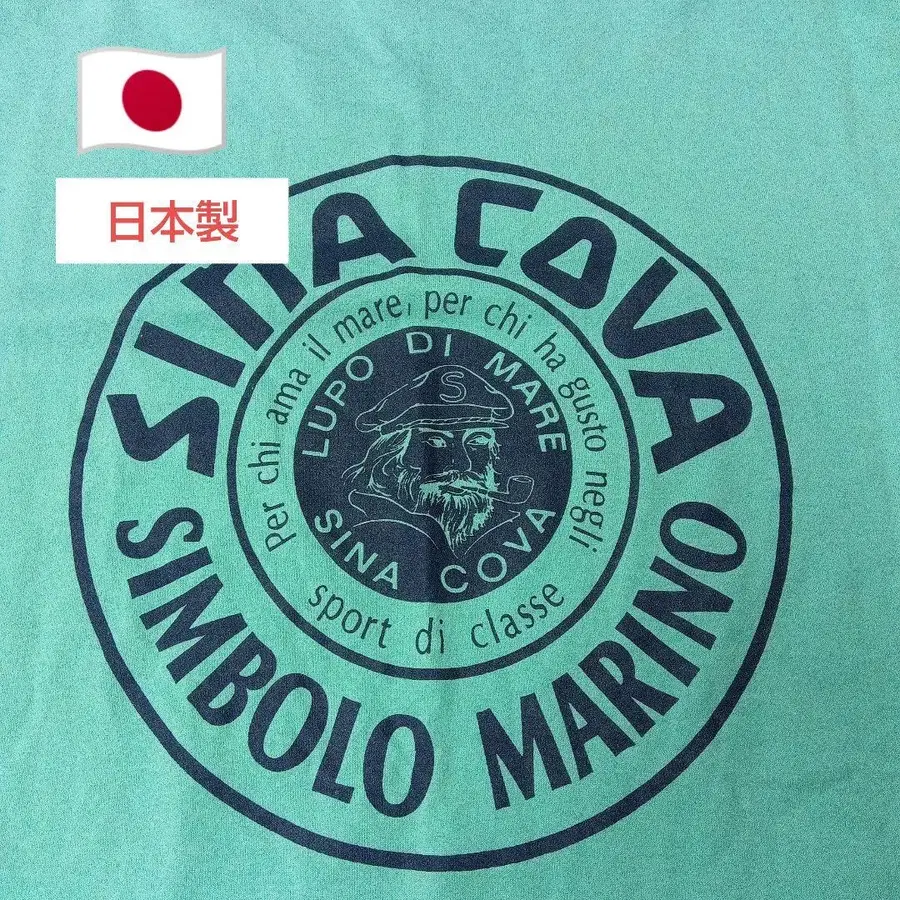 日本製
SINA COVA
SIMBOLO MARINO
Per chi ama il mare, per chi ha gusto negli
sport di classe
LUPO DI MARE
S
SINA COVA